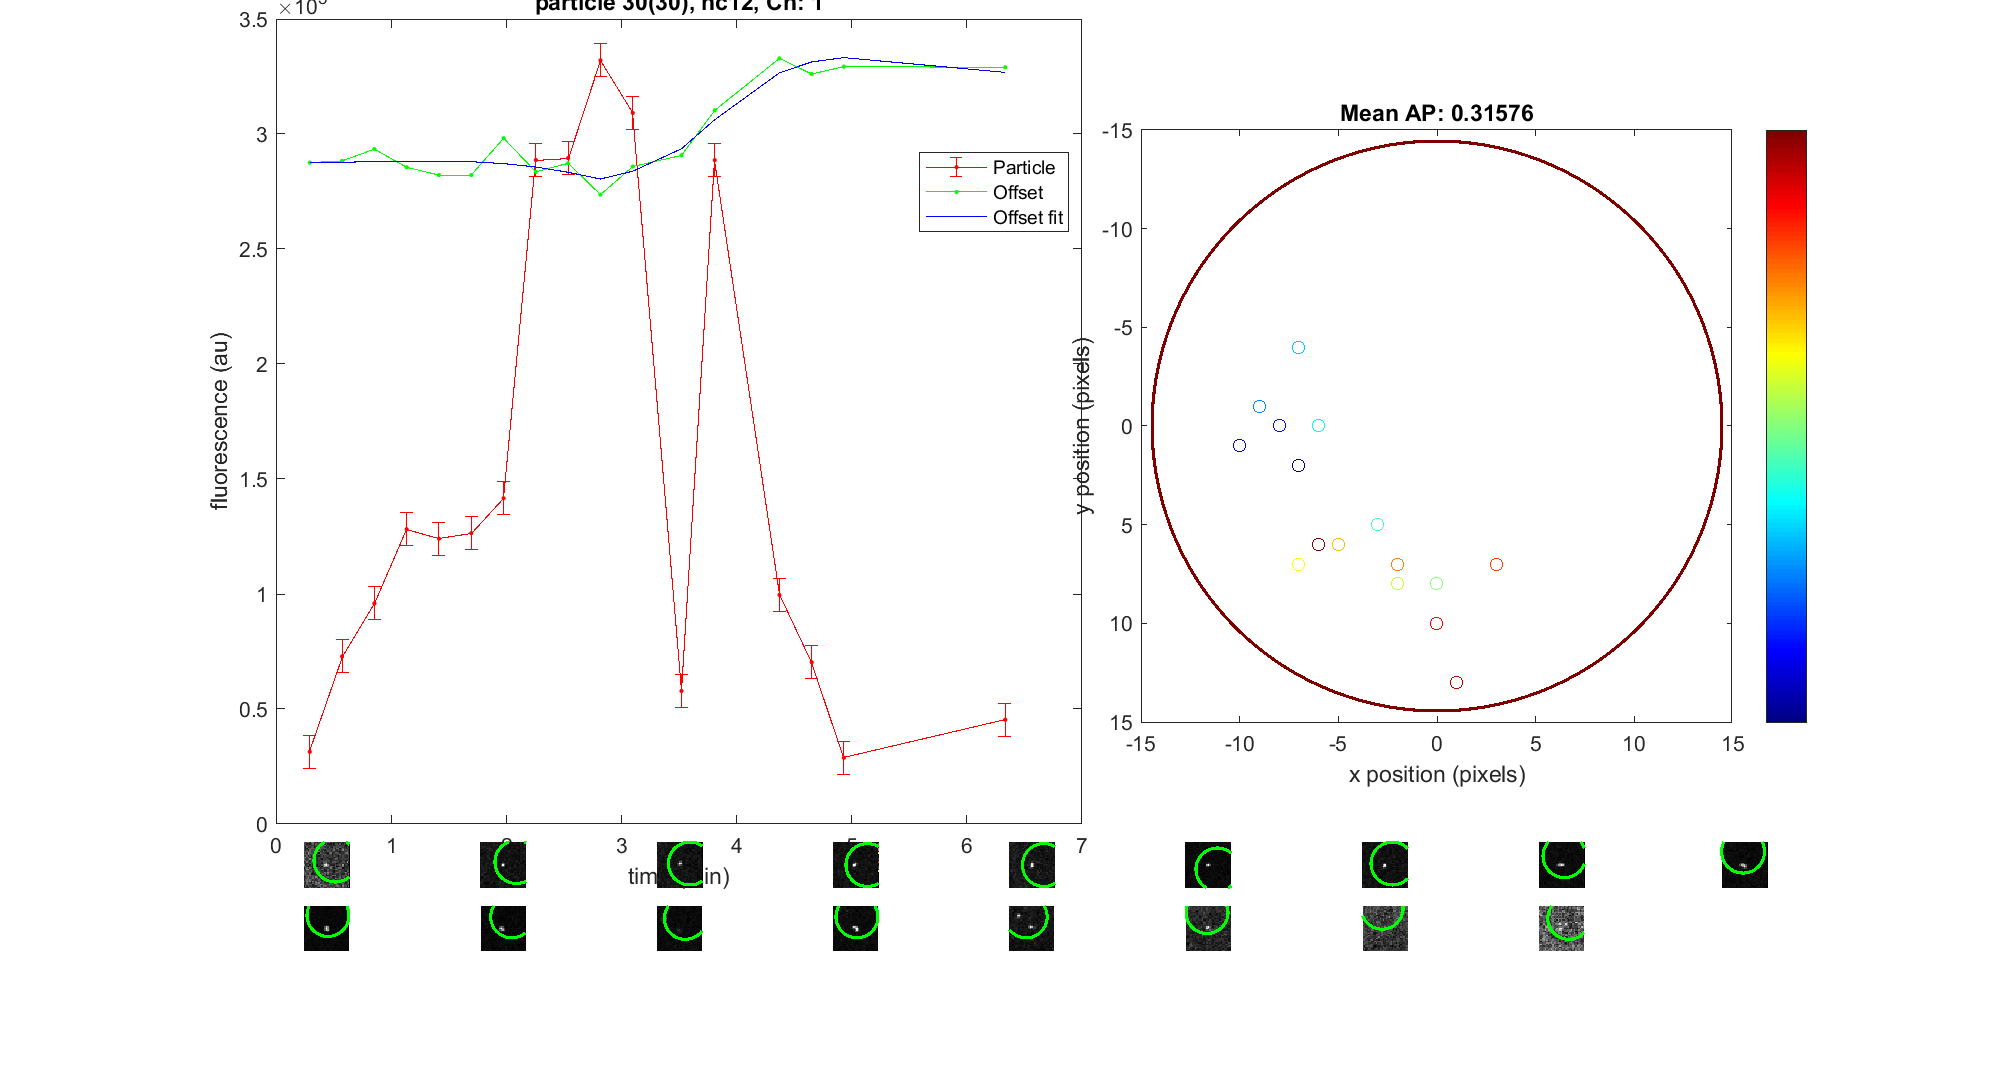 particle 30(30), nc12, Ch: 1
3.5
3
2.5
2
1.5
1
0.5
0
0 1 3 4 6 7
fluorescence (au)
Particle
Offset
Offset fit
Mean AP: 0.31576
-15
-10
-5
0
5
10
15
-15 -10 -5 0 5 10 15
y position (pixels)
x position (pixels)